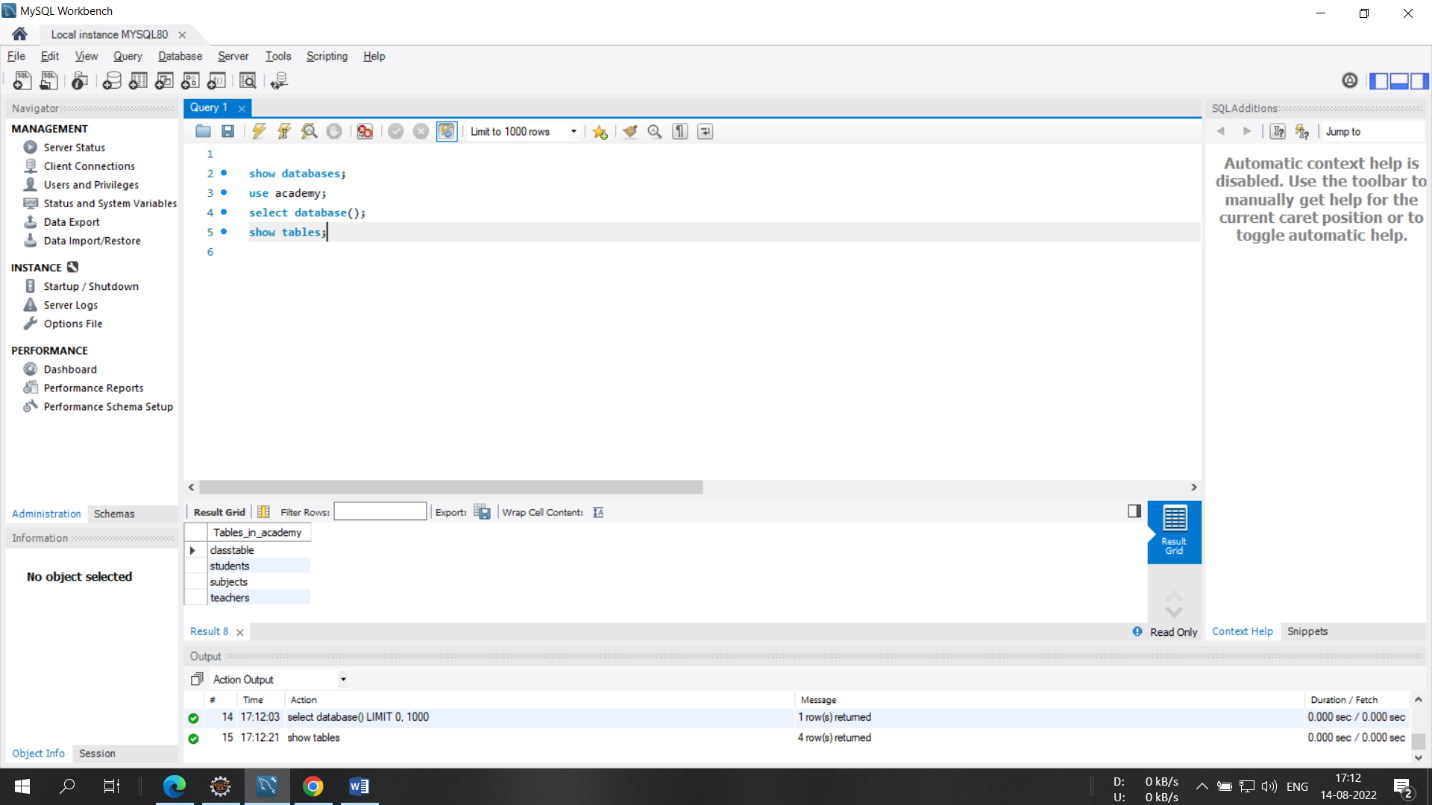 MySQL Workbench
Local instance MYSQL80
File Edit View Query Database Server Tools Scripting Help
Navigator
MANAGEMENT
Server Status
Client Connections
Users and Privileges
Status and System Variables
Data Export
Data Import/Restore
INSTANCE
Startup / Shutdown
Server Logs
Options File
PERFORMANCE
Dashboard
Performance Reports
Performance Schema Setup
Administration Schemas
Information
No object selected
Object Info Session
Query 1
Limit to 1000 rows
1
2 show databases;
3 use academy;
4 select database();
5 show tables;
6
Result Grid Filter Rows: Export: Wrap Cell Content:
Tables_in_academy
classtable
students
subjects
teachers
Result Grid
Result 8
Read Only
Output
Action Output
# Time Action Message Duration / Fetch
14 17:12:03 select database() LIMIT 0, 1000 1 row(s) returned 0.000 sec / 0.000 sec
15 17:12:21 show tables 4 row(s) returned 0.000 sec / 0.000 sec
SQLAdditions
Jump to
Automatic context help is
disabled. Use the toolbar to
manually get help for the
current caret position or to
toggle automatic help.
Context Help Snippets
D: 0 kB/s
U: 0 kB/s
ENG
17:12
14-08-2022
2